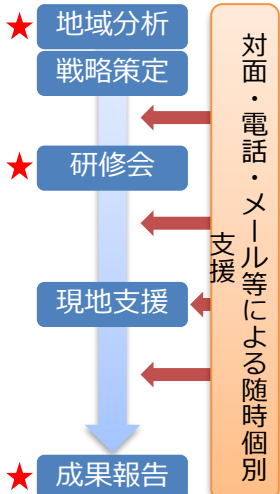 ★ 地域分析
戦略策定
★ 研修会
現地支援
★ 成果報告
対面・電話・メール等による随時個別
支援